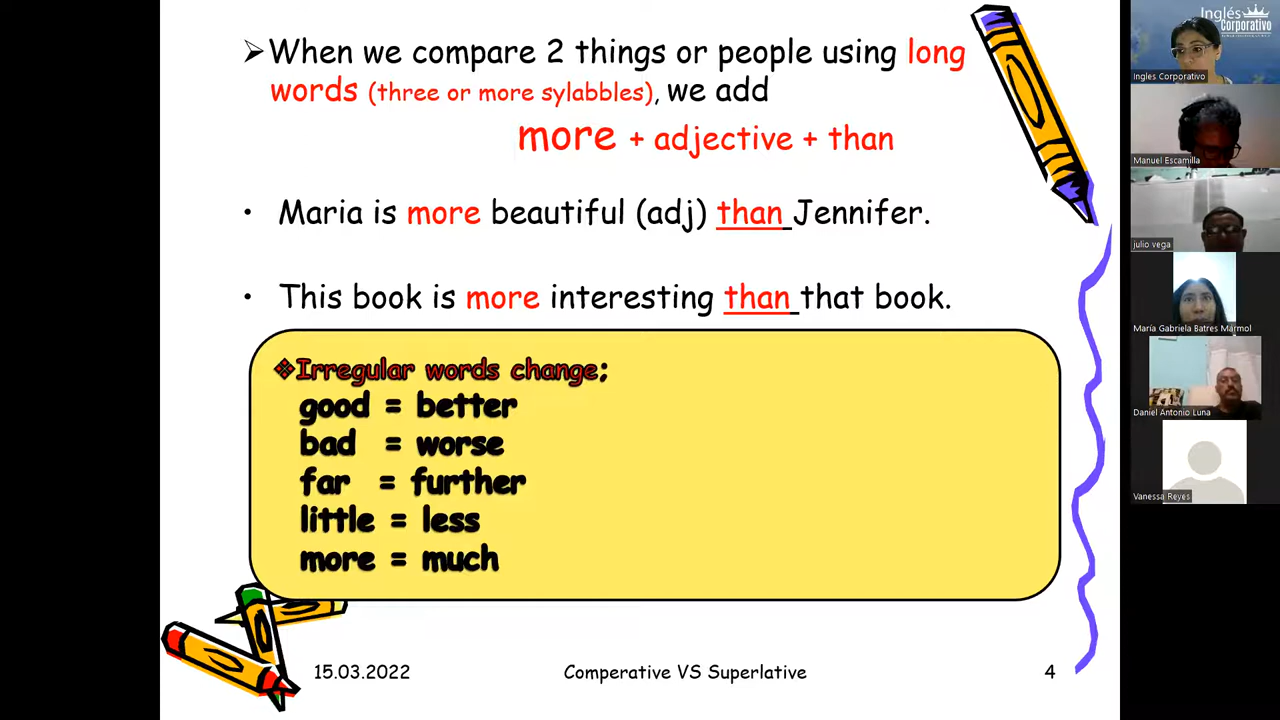 ➢When we compare 2 things or people using long
words (three or more sylabbles), we add
more + adjective + than
• Maria is more beautiful (adj) than Jennifer.
• This book is more interesting than that book.
❖Irregular words change;
good = better
bad = worse
far = further
little = less
more = much
15.03.2022
Comperative VS Superlative
4
Inglés
Corporativo
Ingles Corporativo
Manuel Escamilla
julio vega
María Gabriela Batres Marmol
Daniel Antonio Luna
Vanessa Reyes